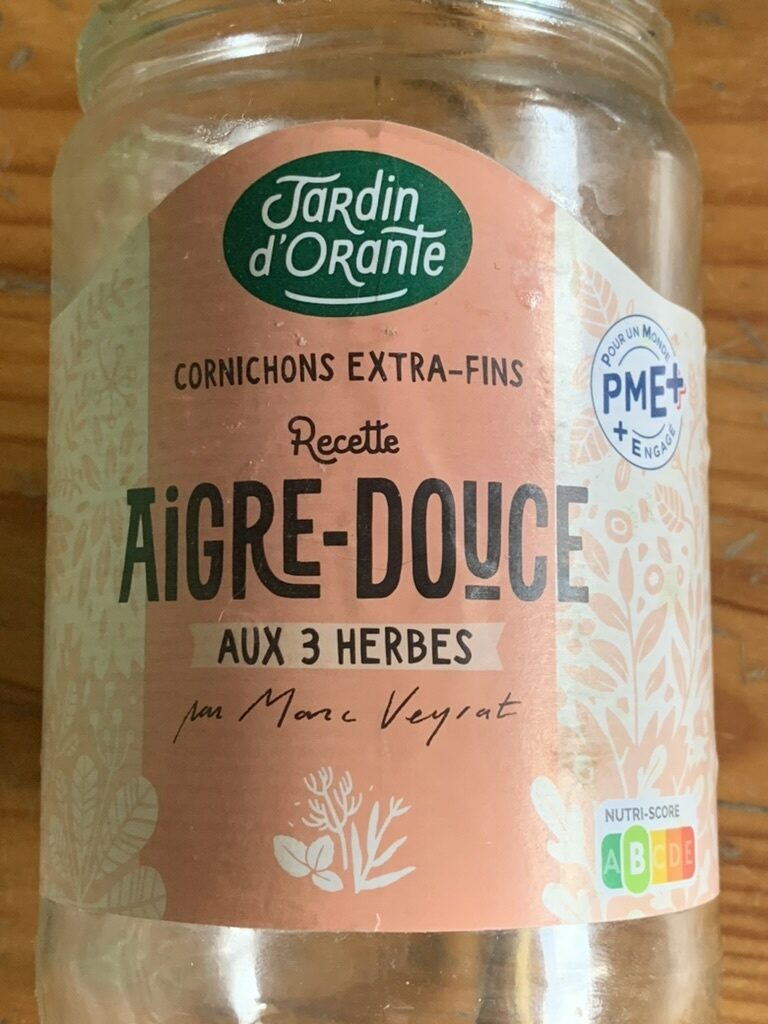 Jardin
d'Orante
CORNICHONS EXTRA-FINS
Recette
AiGRE-DOUCE
AUX 3 HERBES
par Marc Veyrat
POUR UN MONDE
PME+
+ ENGAGÉ
NUTRI-SCORE
A B C D E